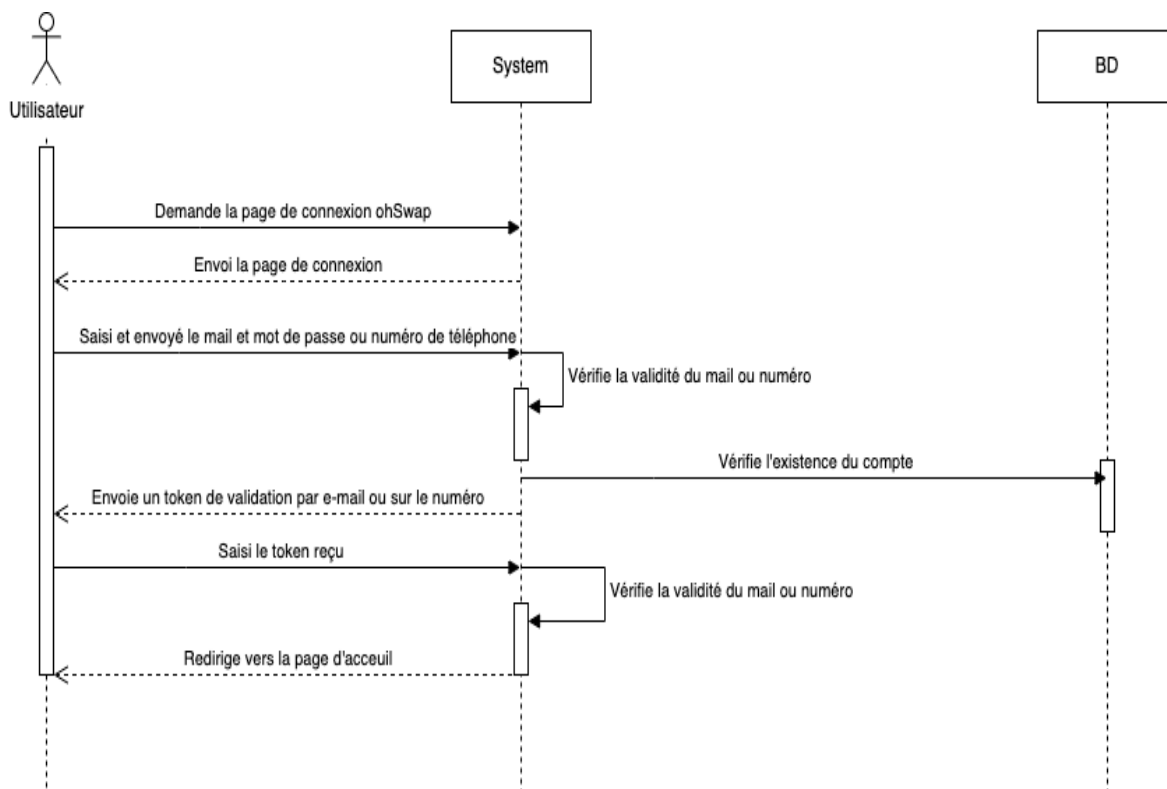 System
BD
Utilisateur
Demande la page de connexion ohSwap
Envoi la page de connexion
Saisi et envoyé le mail et mot de passe ou numéro de téléphone
Vérifie la validité du mail ou numéro
Vérifie l'existence du compte
Envoie un token de validation par e-mail ou sur le numéro
Saisi le token reçu
Vérifie la validité du mail ou numéro
Redirige vers la page d'acceuil